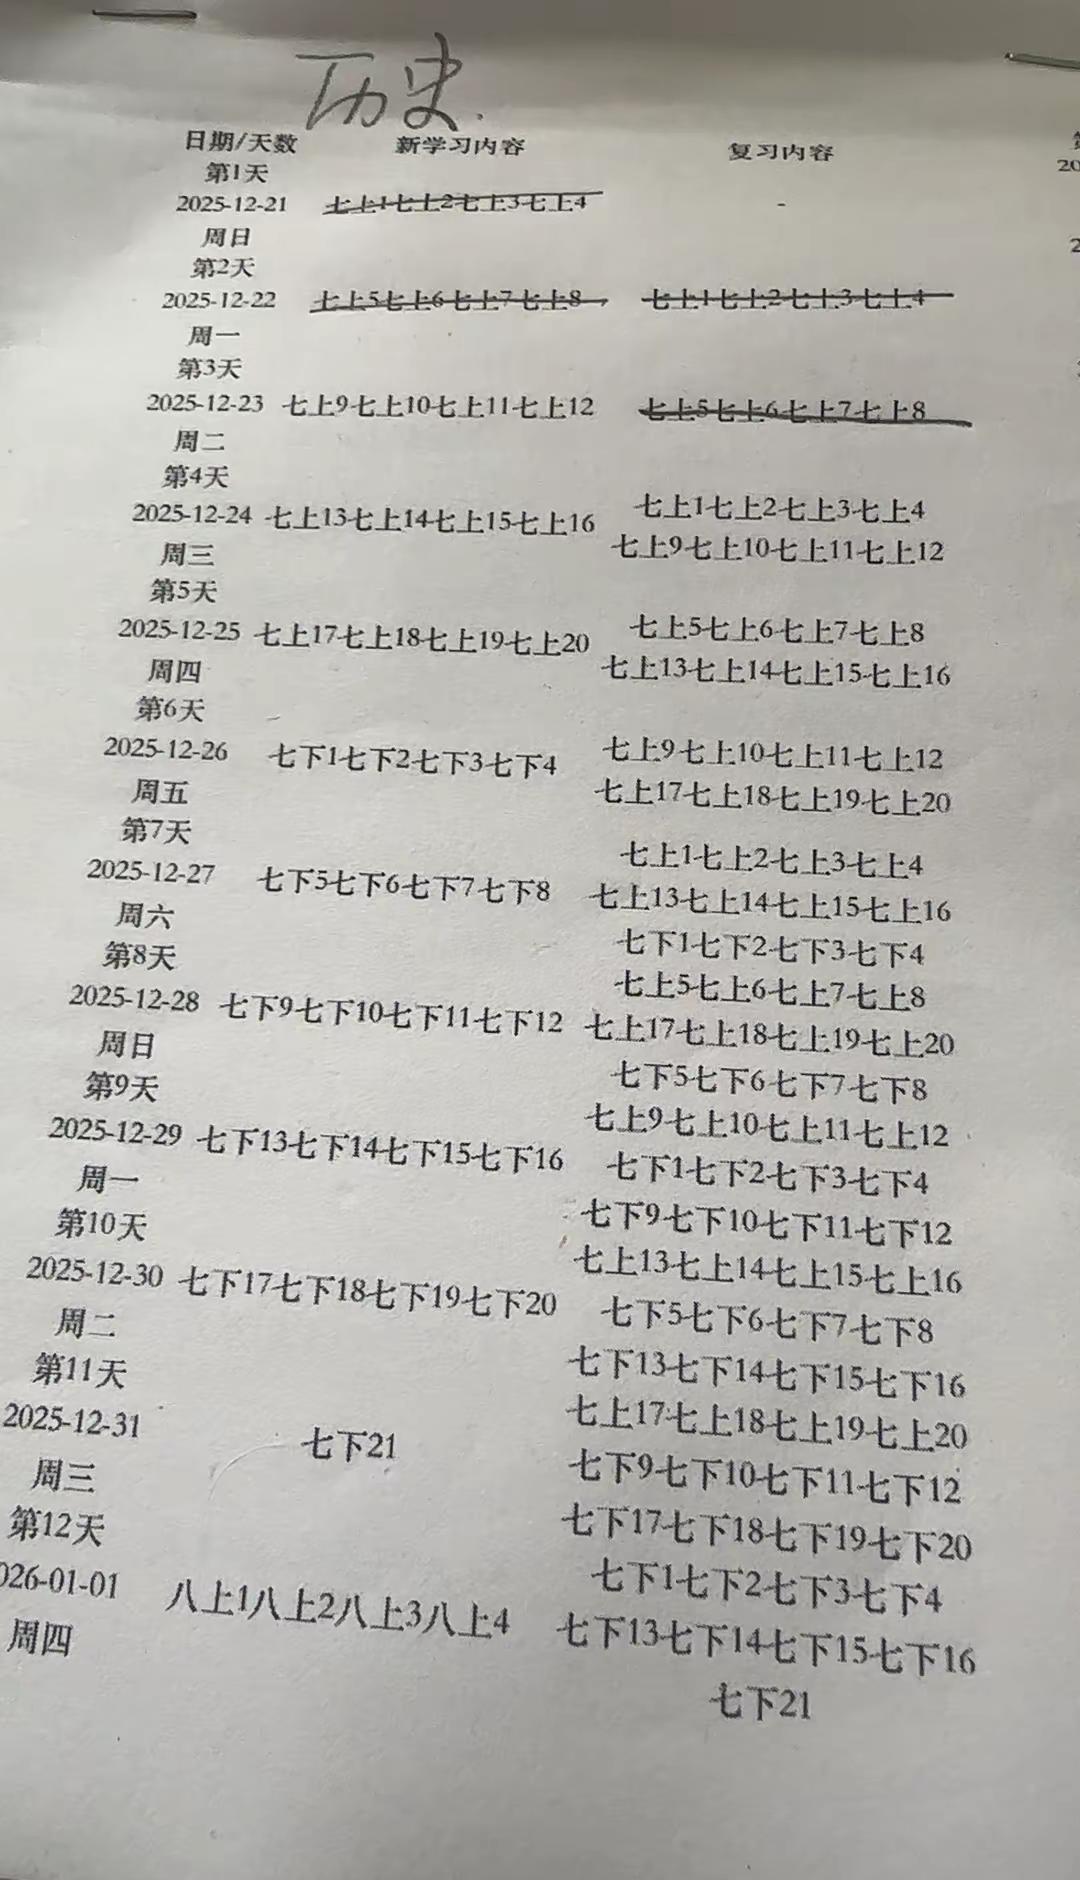 历史.
日期/天数 新学习内容 复习内容
第1天
2025-12-21 七上1七上2七上3七上4 -
周日
第2天
2025-12-22 七上5七上6七上7七上8 七上1七上2七上3七上4
周一
第3天
2025-12-23 七上9七上10七上11七上12 七上5七上6七上7七上8
周二
第4天
2025-12-24 七上13七上14七上15七上16 七上1七上2七上3七上4
七上9七上10七上11七上12
周三
第5天
2025-12-25 七上17七上18七上19七上20 七上5七上6七上7七上8
周四 七上13七上14七上15七上16
第6天
2025-12-26 七下1七下2七下3七下4 七上9七上10七上11七上12
周五 七上17七上18七上19七上20
第7天 七上1七上2七上3七上4
2025-12-27 七下5七下6七下7七下8 七上13七上14七上15七上16
周六 七下1七下2七下3七下4
第8天 七上5七上6七上7七上8
2025-12-28 七下9七下10七下11七下12 七上17七上18七上19七上20
周日 七下5七下6七下7七下8
第9天 七上9七上10七上11七上12
2025-12-29 七下13七下14七下15七下16 七下1七下2七下3七下4
周一 七下9七下10七下11七下12
第10天 七上13七上14七上15七上16
2025-12-30 七下17七下18七下19七下20 七下5七下6七下7七下8
周二 七下13七下14七下15七下16
第11天 七上17七上18七上19七上20
2025-12-31 七下21 七下9七下10七下11七下12
周三 七下17七下18七下19七下20
第12天 七下1七下2七下3七下4
026-01-01 八上1八上2八上3八上4 七下13七下14七下15七下16
周四 七下21